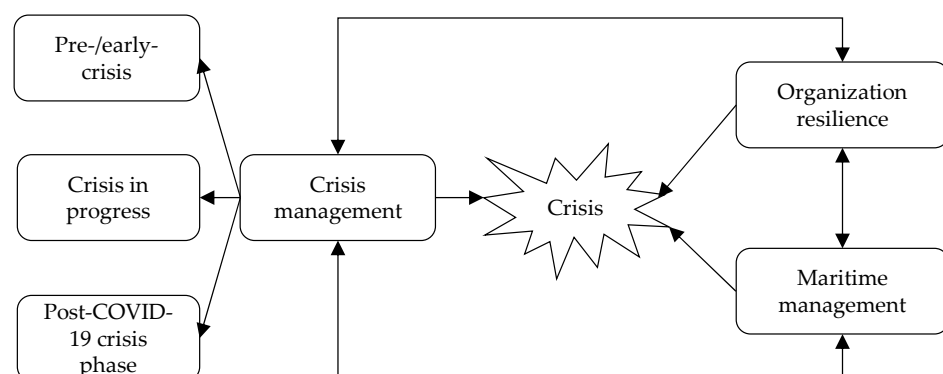 Pre-/early-
crisis
Crisis in
progress
Post-COVID-
19 crisis
phase
Crisis
management
Crisis
Organization
resilience
Maritime
management